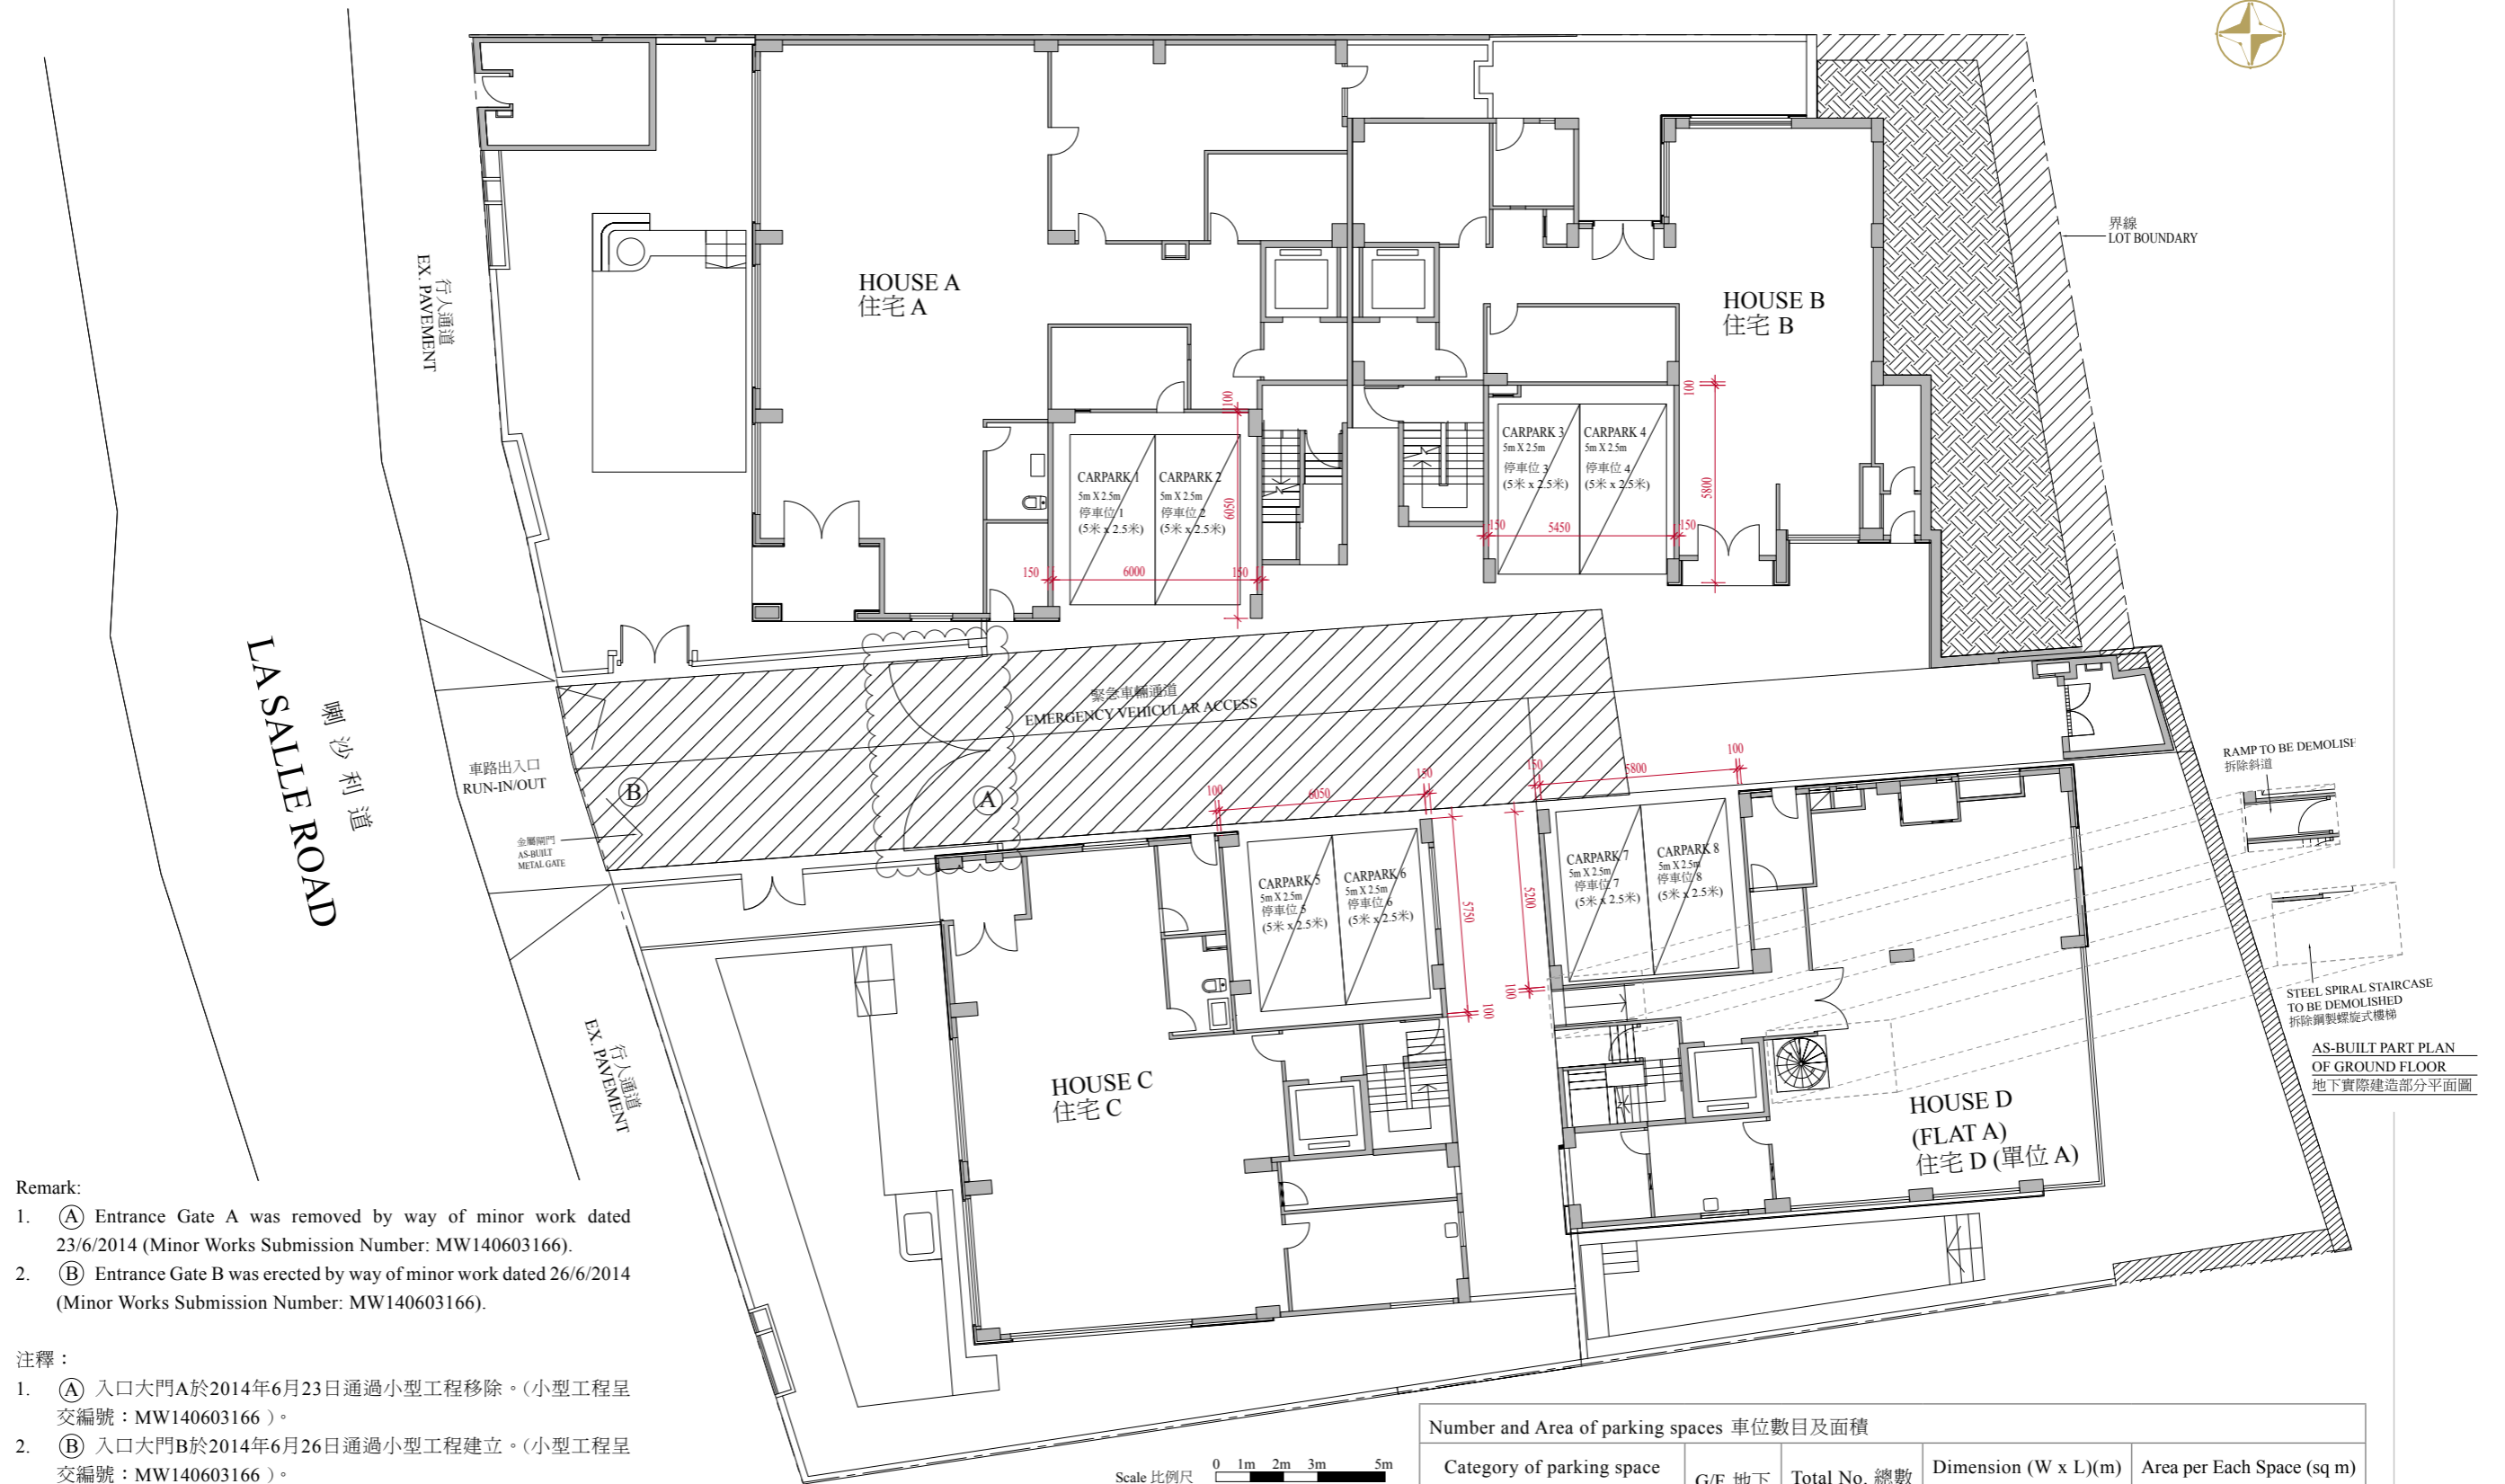 HOUSE A
住宅 A
HOUSE B
住宅 B
界線
LOT BOUNDARY
行人通道
EX. PAVEMENT
100
100
CARPARK 1
5m X 2.5m
停車位 1
(5米 x 2.5米)
CARPARK 2
5m X 2.5m
停車位 2
(5米 x 2.5米)
6050
150
6000
150
CARPARK 3
5m X 2.5m
停車位 3
(5米 x 2.5米)
CARPARK 4
5m X 2.5m
停車位 4
(5米 x 2.5米)
5800
150
5450
150
喇沙利道
LA SALLE ROAD
緊急車輛通道
EMERGENCY VEHICULAR ACCESS
車路出入口
RUN-IN/OUT
B
A
金屬閘門
AS-BUILT
METAL GATE
100
6050
150
150
5800
100
RAMP TO BE DEMOLISH
拆除斜道
CARPARK 5
5m X 2.5m
停車位 5
(5米 x 2.5米)
CARPARK 6
5m X 2.5m
停車位 6
(5米 x 2.5米)
5750
100
5200
100
CARPARK 7
5m X 2.5m
停車位 7
(5米 x 2.5米)
CARPARK 8
5m X 2.5m
停車位 8
(5米 x 2.5米)
STEEL SPIRAL STAIRCASE
TO BE DEMOLISHED
拆除鋼製螺旋式樓梯
AS-BUILT PART PLAN
OF GROUND FLOOR
地下實際建造部分平面圖
行人通道
EX. PAVEMENT
HOUSE C
住宅 C
HOUSE D
(FLAT A)
住宅 D (單位 A)
Remark:
1. Ⓐ Entrance Gate A was removed by way of minor work dated
23/6/2014 (Minor Works Submission Number: MW140603166).
2. Ⓑ Entrance Gate B was erected by way of minor work dated 26/6/2014
(Minor Works Submission Number: MW140603166).
注釋：
1. Ⓐ 入口大門A於2014年6月23日通過小型工程移除。（小型工程呈
交編號：MW140603166 ）。
2. Ⓑ 入口大門B於2014年6月26日通過小型工程建立。（小型工程呈
交編號：MW140603166 ）。
Scale 比例尺 0 1m 2m 3m 5m
Number and Area of parking spaces 車位數目及面積
Category of parking space
G/F 地下
Total No. 總數
Dimension (W x L)(m)
Area per Each Space (sq m)